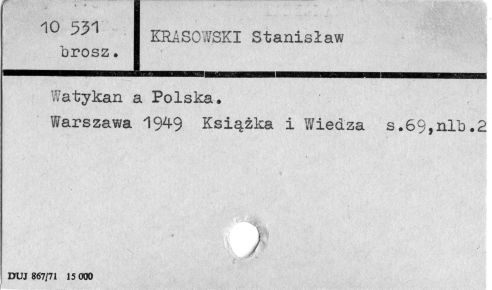 10 531
brosz.
KRASOWSKI Stanisław
Watykan a Polska.
Warszawa 1949 Książka i Wiedza s.69,nlb.2
DUJ 867/71 15 000